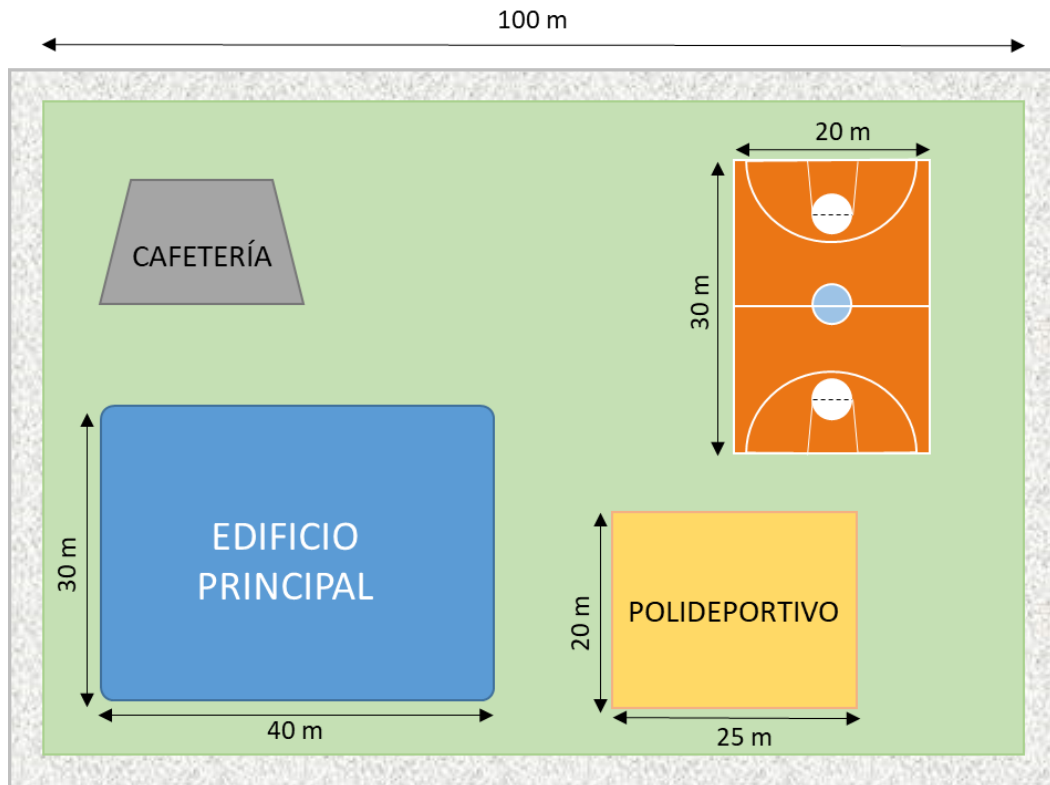 100 m
20 m
CAFETERÍA
30 m
EDIFICIO
PRINCIPAL
30 m
40 m
POLIDEPORTIVO
20 m
25 m